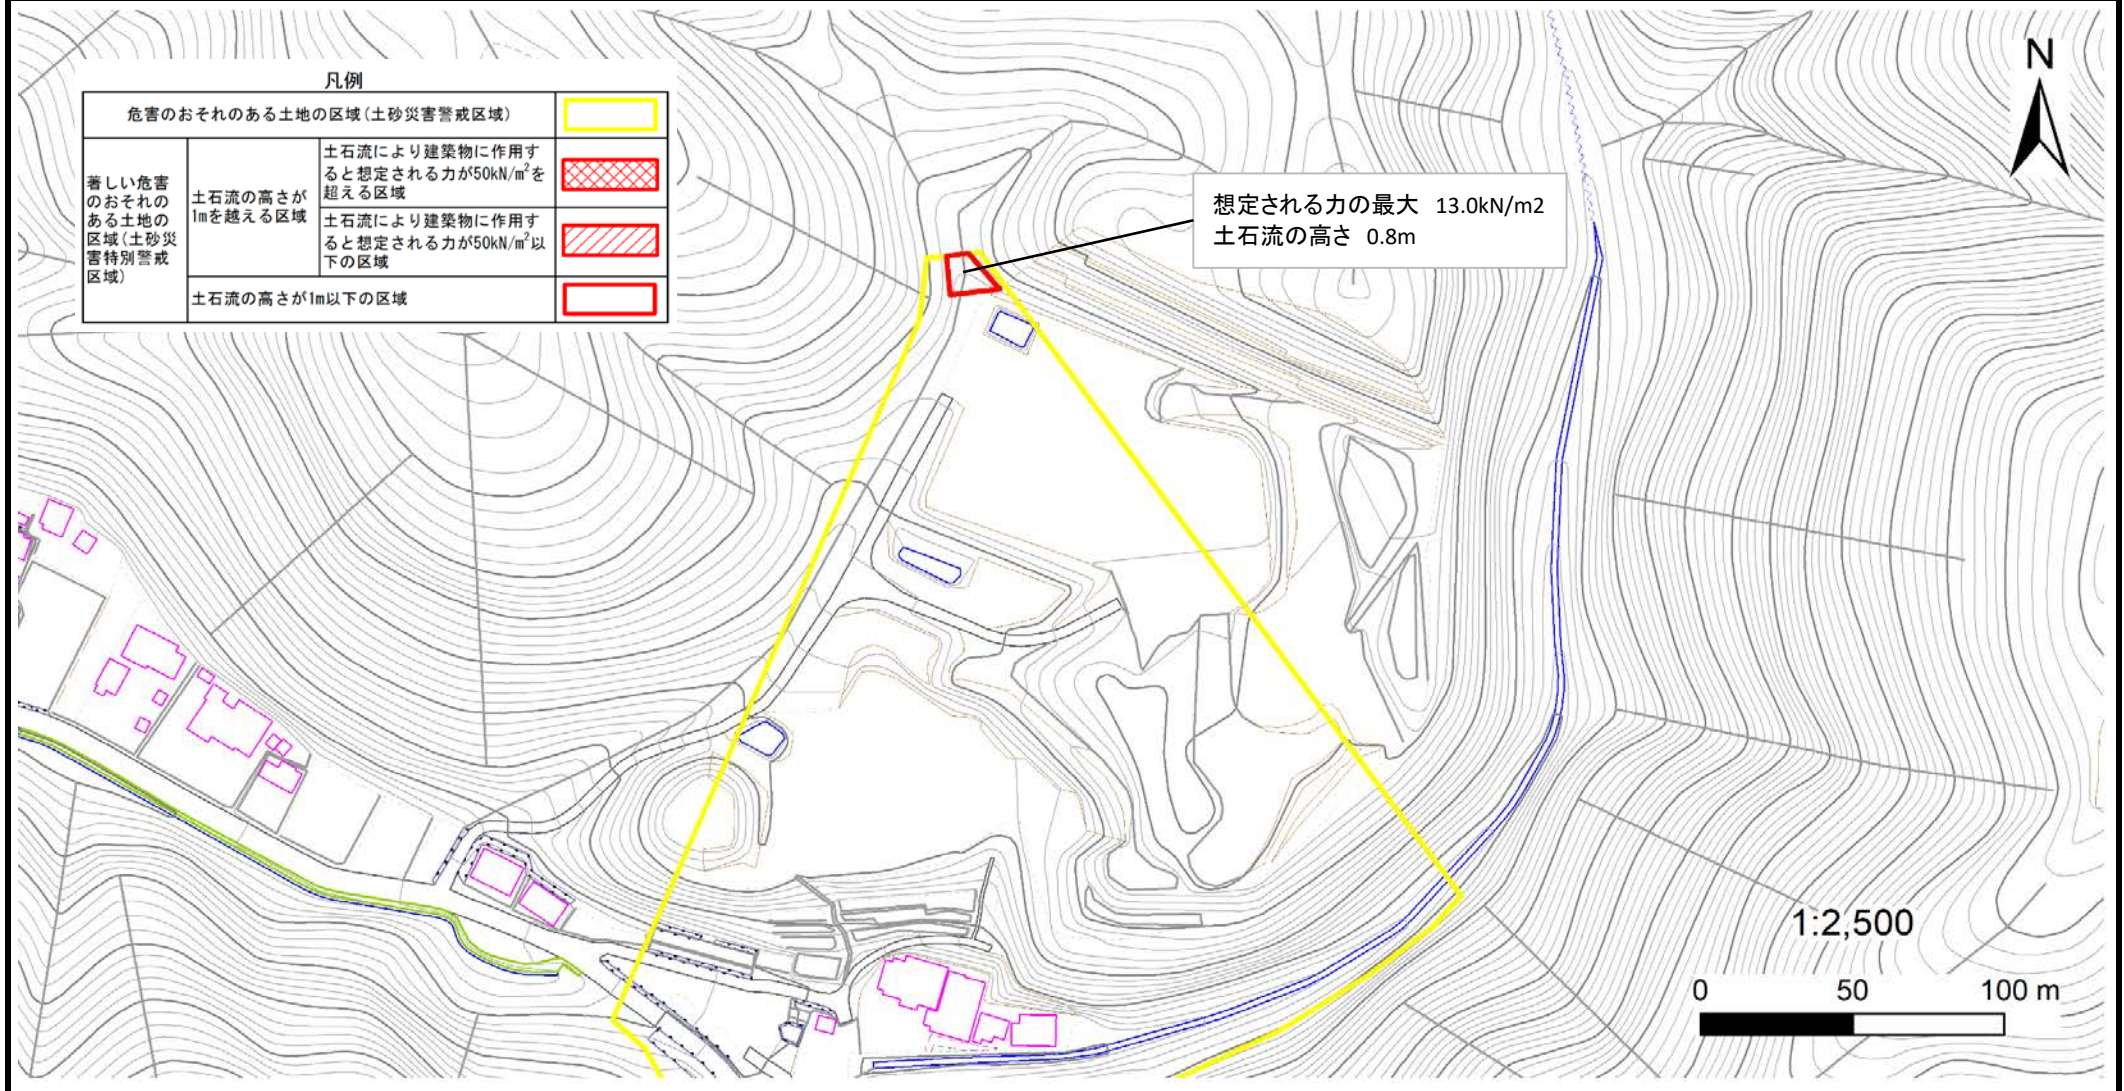 凡例
危害のおそれのある土地の区域(土砂災害警戒区域)
著しい危害
のおそれの
ある土地の
区域(土砂災
害特別警戒
区域)
土石流の高さが
1mを越える区域
土石流により建築物に作用す
ると想定される力が50kN/m²を
超える区域
土石流により建築物に作用す
ると想定される力が50kN/m²以
下の区域
土石流の高さが1m以下の区域
想定される力の最大 13.0kN/m2
土石流の高さ 0.8m
N
1:2,500
0 50 100 m